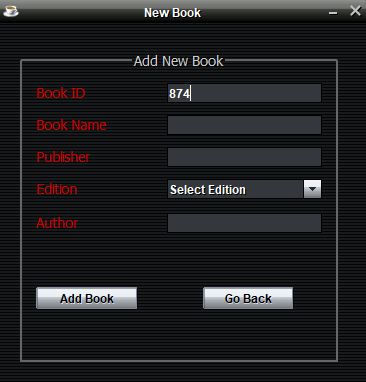 New Book
Add New Book
Book ID 874
Book Name
Publisher
Edition Select Edition
Author
Add Book Go Back